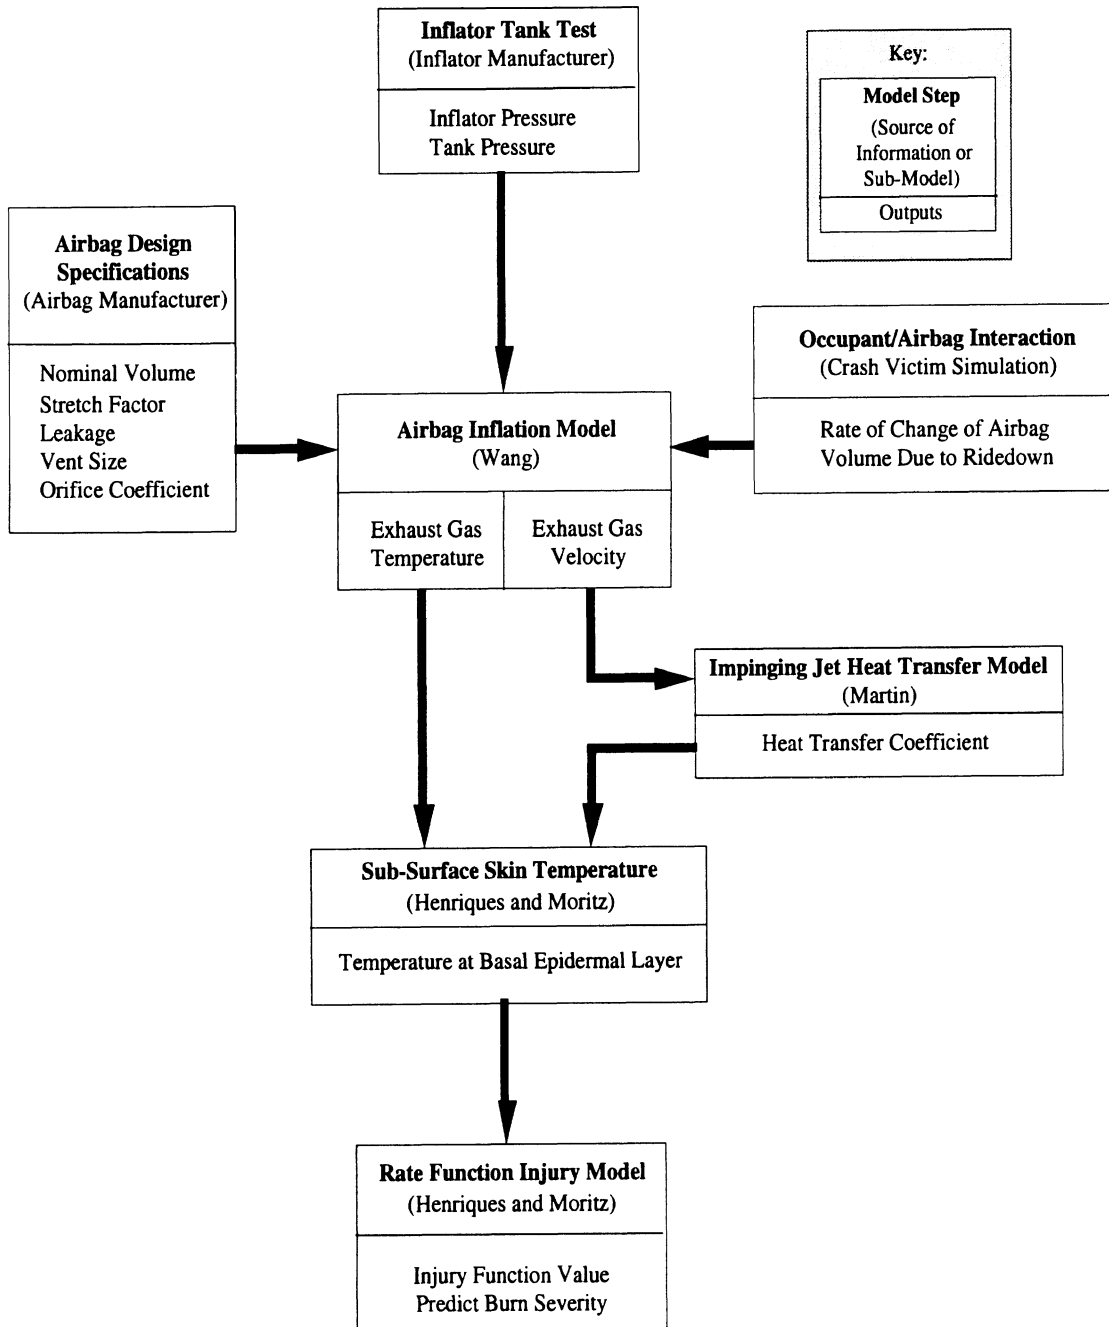 Inflator Tank Test
(Inflator Manufacturer)
Inflator Pressure
Tank Pressure
Key:
Model Step
(Source of
Information or
Sub-Model)
Outputs
Airbag Design
Specifications
(Airbag Manufacturer)
Nominal Volume
Stretch Factor
Leakage
Vent Size
Orifice Coefficient
Occupant/Airbag Interaction
(Crash Victim Simulation)
Rate of Change of Airbag
Volume Due to Ridedown
Airbag Inflation Model
(Wang)
Exhaust Gas
Temperature
Exhaust Gas
Velocity
Impinging Jet Heat Transfer Model
(Martin)
Heat Transfer Coefficient
Sub-Surface Skin Temperature
(Henriques and Moritz)
Temperature at Basal Epidermal Layer
Rate Function Injury Model
(Henriques and Moritz)
Injury Function Value
Predict Burn Severity